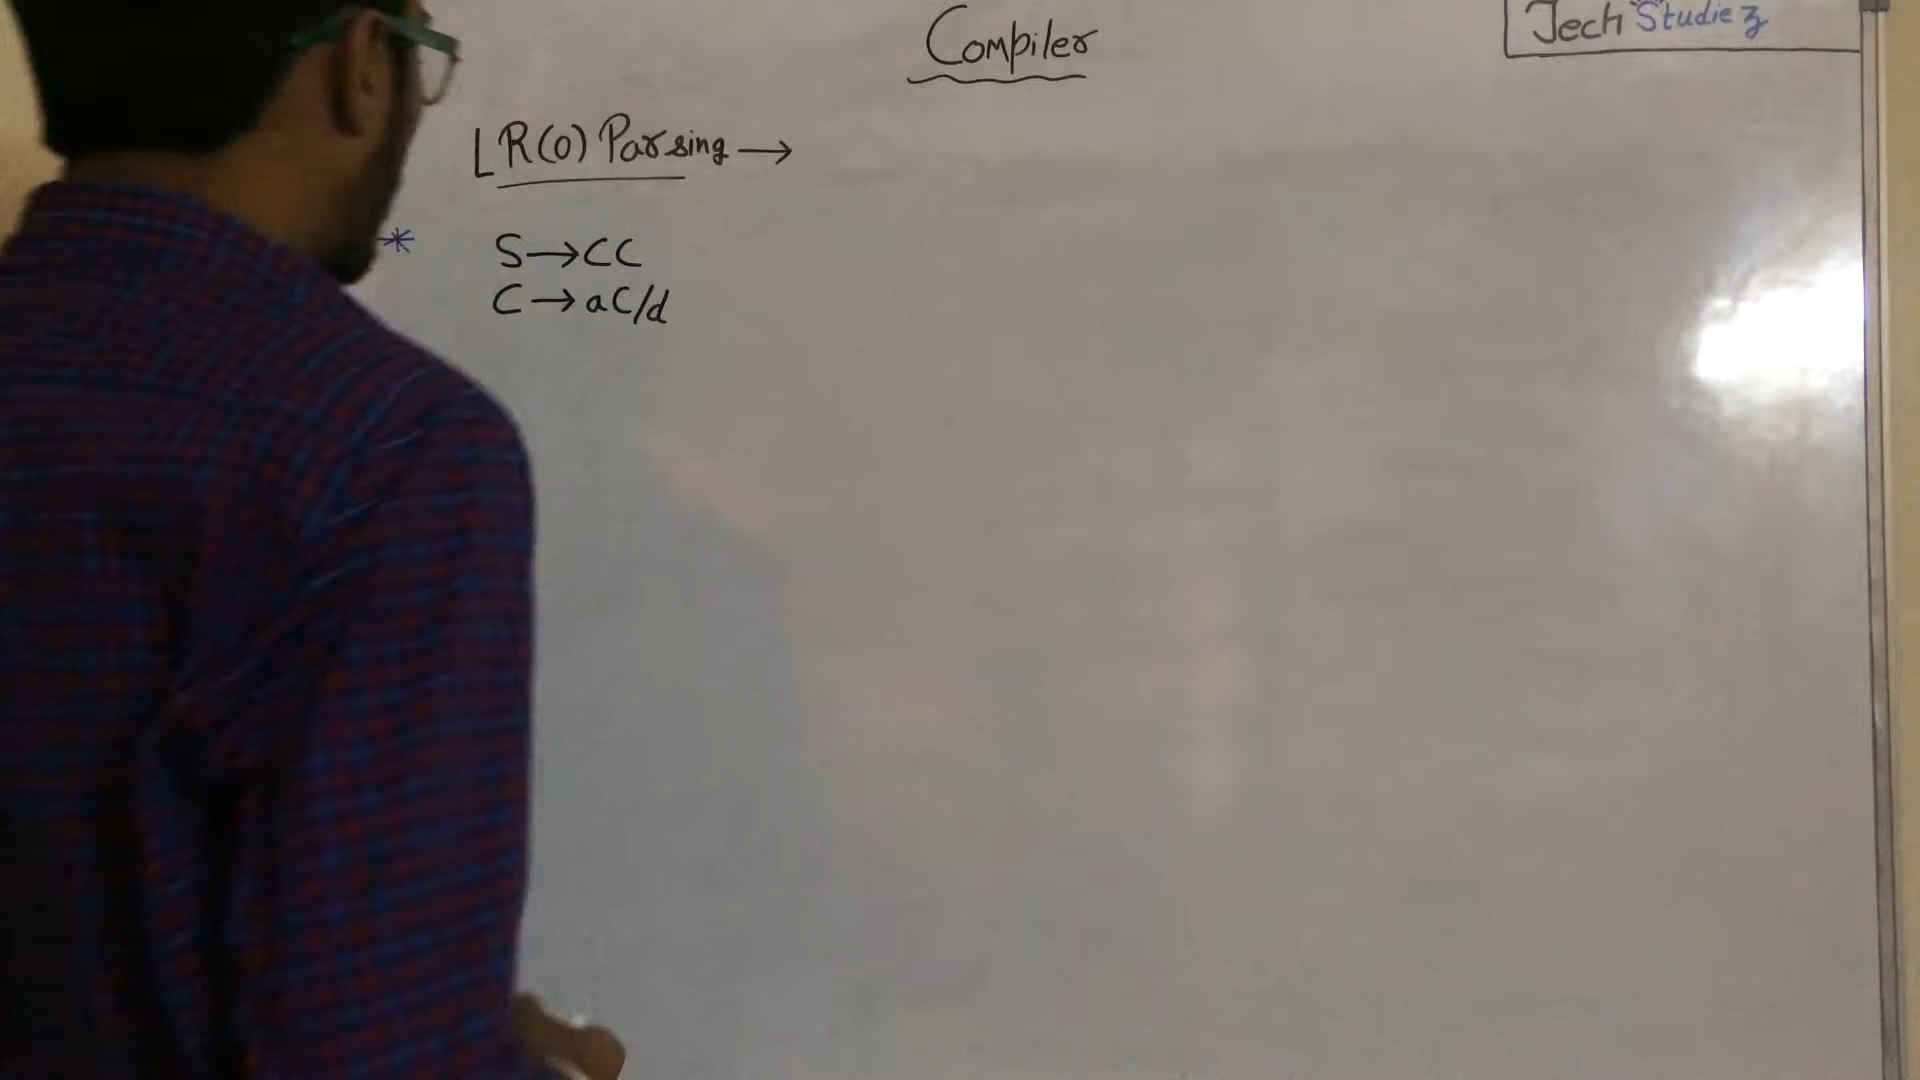 Compiler
Tech Studiez
LR(0) Parsing →
* S→CC
C→aC/d